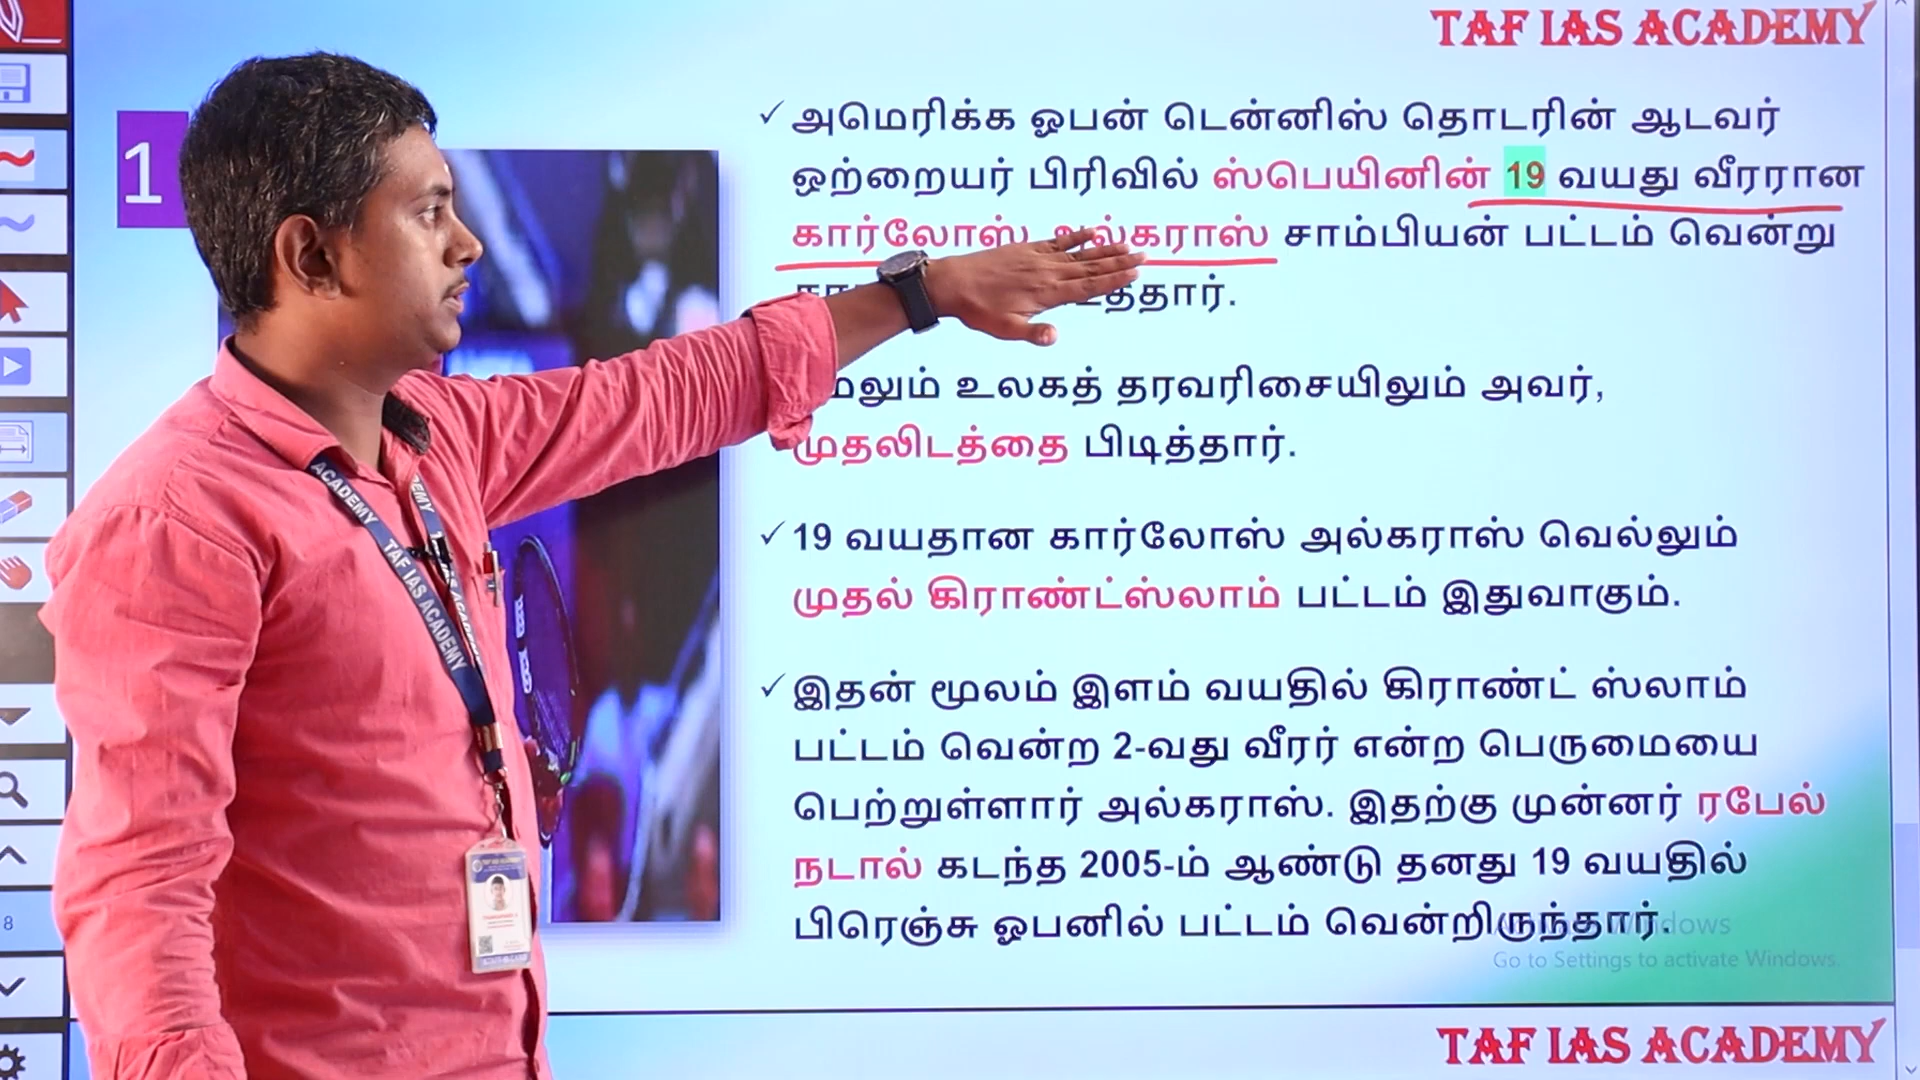 TAF IAS ACADEMY
1
✓ அமெரிக்க ஓபன் டென்னிஸ் தொடரின் ஆடவர்
ஒற்றையர் பிரிவில் ஸ்பெயினின் 19 வயது வீரரான
கார்லோஸ் அல்கராஸ் சாம்பியன் பட்டம் வென்று
உலகத் தரவரிசையிலும் அவர்,
முதலிடத்தை பிடித்தார்.
✓ 19 வயதான கார்லோஸ் அல்கராஸ் வெல்லும்
முதல் கிராண்ட்ஸ்லாம் பட்டம் இதுவாகும்.
✓ இதன் மூலம் இளம் வயதில் கிராண்ட் ஸ்லாம்
பட்டம் வென்ற 2-வது வீரர் என்ற பெருமையை
பெற்றுள்ளார் அல்கராஸ். இதற்கு முன்னர் ரபேல்
நடால் கடந்த 2005-ம் ஆண்டு தனது 19 வயதில்
பிரெஞ்சு ஓபனில் பட்டம் வென்றிருந்தார்.
Windows
Go to Settings to activate Windows.
TAF IAS ACADEMY
ACADEMY
TAF IAS ACADEMY
8